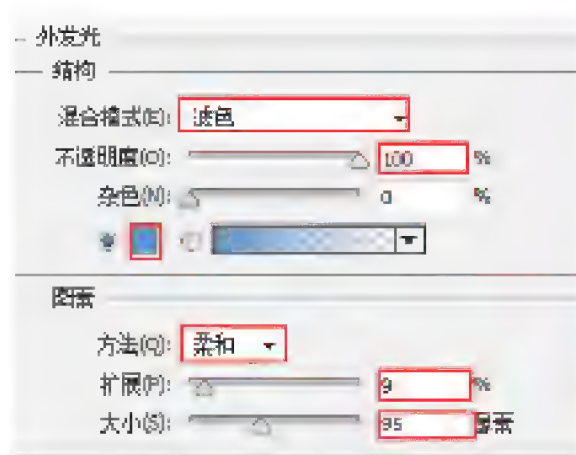 外发光
结构
混合模式(E): 滤色
不透明度(O): 100 %
杂色(N): 0 %
图素
方法(Q): 柔和
扩展(P): 9 %
大小(S): 95 像素